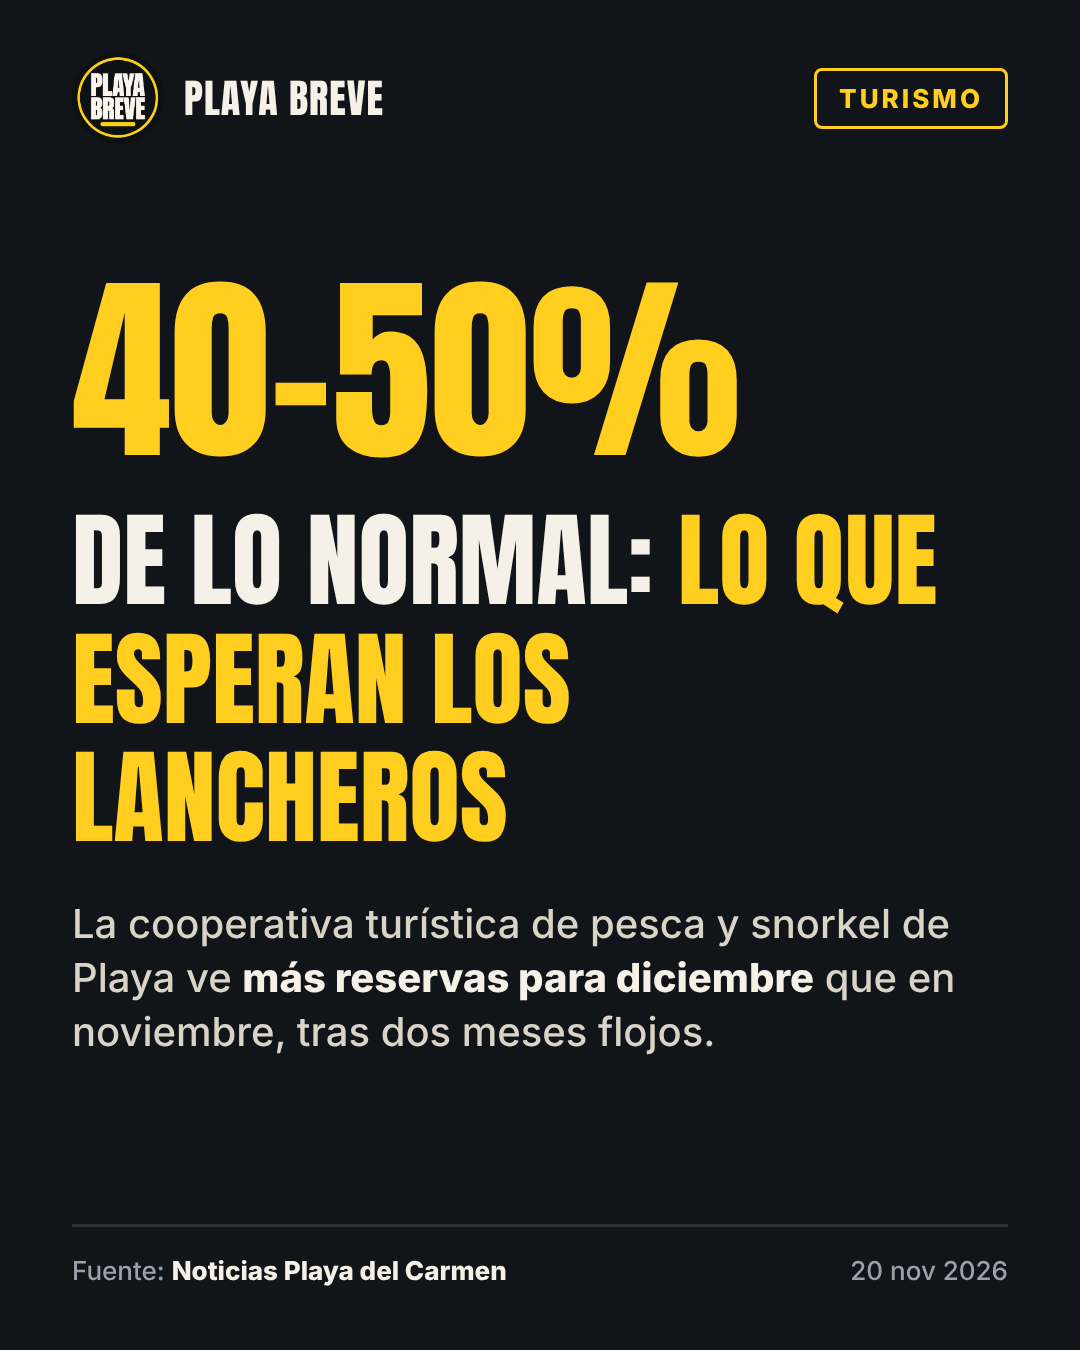 PLAYA
BREVE
PLAYA BREVE
TURISMO
40-50%
DE LO NORMAL: LO QUE
ESPERAN LOS
LANCHEROS
La cooperativa turística de pesca y snorkel de
Playa ve más reservas para diciembre que en
noviembre, tras dos meses flojos.
Fuente: Noticias Playa del Carmen
20 nov 2026